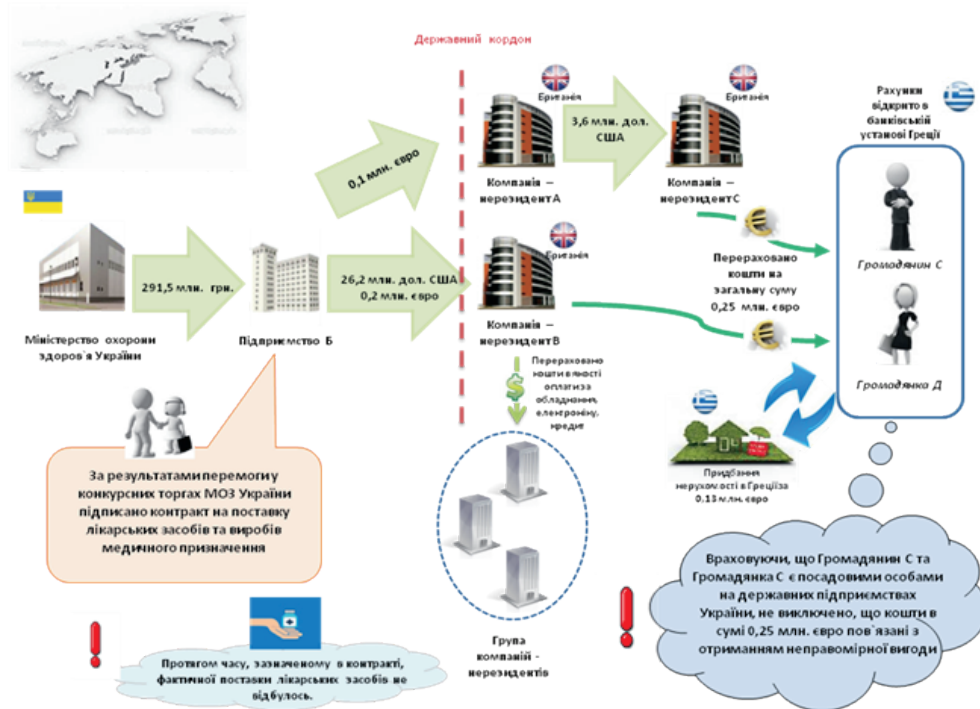 Державний кордон
Британія
Британія
Рахунки
відкрито в
банківській
установі Греції
3,6 млн. дол.
США
0,1 млн. євро
Компанія –
нерезидент А
Компанія –
нерезидент С
Громадянин С
291,5 млн. грн.
26,2 млн. дол. США
0,2 млн. євро
Британія
Перераховано
кошти на
загальну суму
0,25 млн. євро
Міністерство охорони
здоров`я України
Підприємство Б
Компанія –
нерезидент В
Громадянка Д
Перераховано
кошти в якості
оплати за
обладнання,
електроніку,
кредит
Придбання
нерухомості в Греції за
0,13 млн. євро
За результатами перемоги у
конкурсних торгах МОЗ України
підписано контракт на поставку
лікарських засобів та виробів
медичного призначення
Враховуючи, що Громадянин С та
Громадянка С є посадовими особами
на державних підприємствах
України, не виключено, що кошти в
сумі 0,25 млн. євро пов`язані з
отриманням неправомірної вигоди
Група
компаній -
нерезидентів
Протягом часу, зазначеному в контракті,
фактичної поставки лікарських засобів не
відбулось.